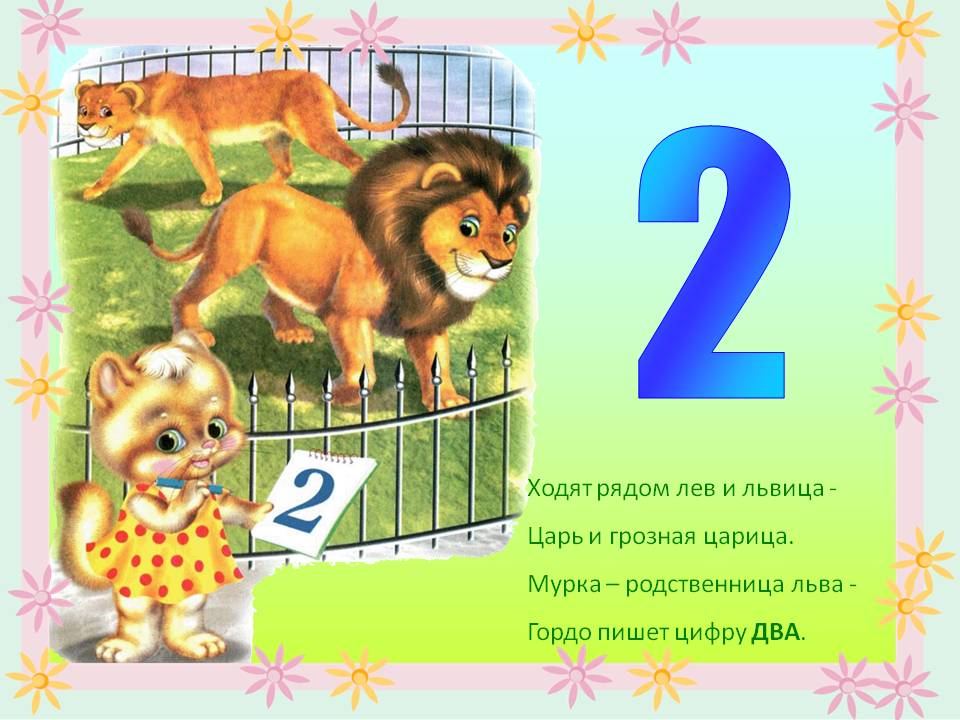 2
2
Ходят рядом лев и львица -
Царь и грозная царица.
Мурка – родственница льва -
Гордо пишет цифру ДВА.